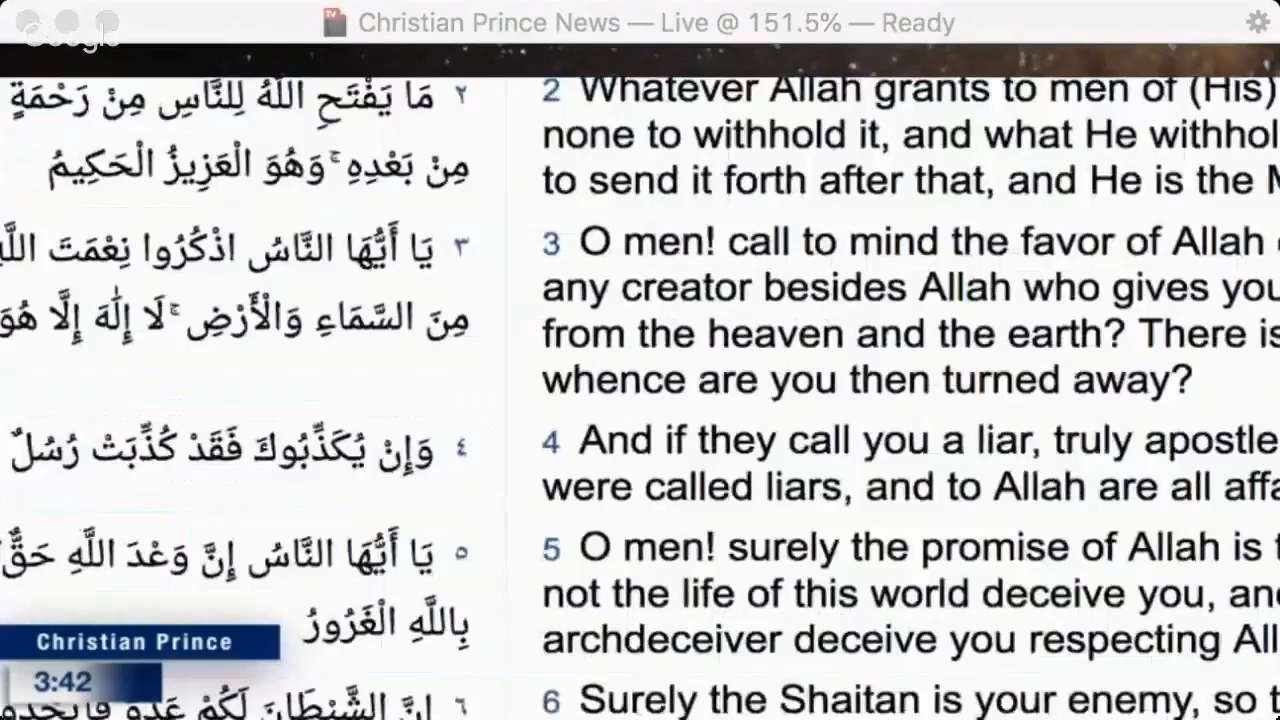 Christian Prince News — Live @ 151.5% — Ready
Google
٢ مَا يَفْتَحِ اللَّهُ لِلنَّاسِ مِنْ رَحْمَةٍ
مِنْ بَعْدِهِ ۚ وَهُوَ الْعَزِيزُ الْحَكِيمُ
٣ يَا أَيُّهَا النَّاسُ اذْكُرُوا نِعْمَتَ
مِنَ السَّمَاءِ وَالْأَرْضِ ۚ لَا إِلَٰهَ إِلَّا هُوَ
٤ وَإِنْ يُكَذِّبُوكَ فَقَدْ كُذِّبَتْ رُسُلٌ
٥ يَا أَيُّهَا النَّاسُ إِنَّ وَعْدَ اللَّهِ حَقٌّ
بِاللَّهِ الْغَرُورُ
٦ إِنَّ الشَّيْطَانَ لَكُمْ عَدُوٌّ
2 Whatever Allah grants to men of (His)
none to withhold it, and what He withhol
to send it forth after that, and He is the M
3 O men! call to mind the favor of Allah
any creator besides Allah who gives you
from the heaven and the earth? There is
whence are you then turned away?
4 And if they call you a liar, truly apostle
were called liars, and to Allah are all affa
5 O men! surely the promise of Allah is t
not the life of this world deceive you, and
archdeceiver deceive you respecting All
6 Surely the Shaitan is your enemy, so t
Christian Prince
3:42